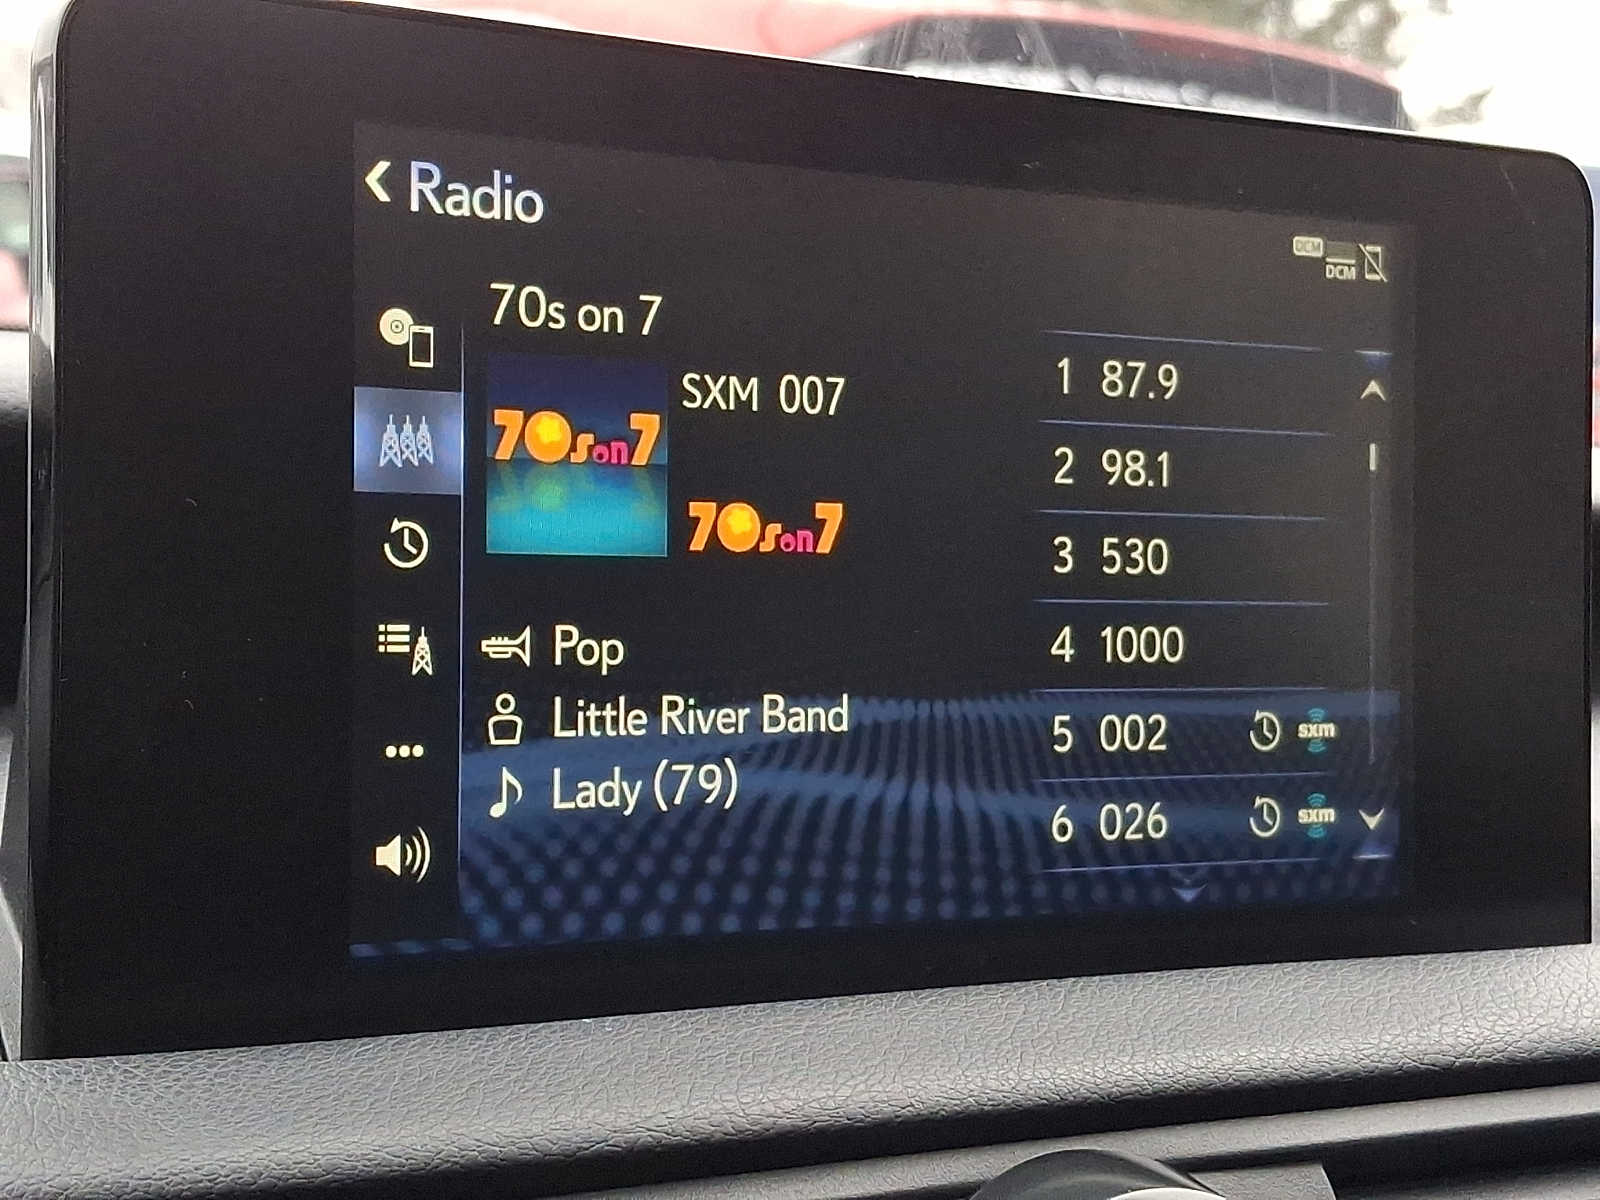 Radio
DCM
DCM
70s on 7
SXM 007
70s on 7
70s on 7
Pop
Little River Band
Lady (79)
1 87.9
2 98.1
3 530
4 1000
5 002 sxm
6 026 sxm